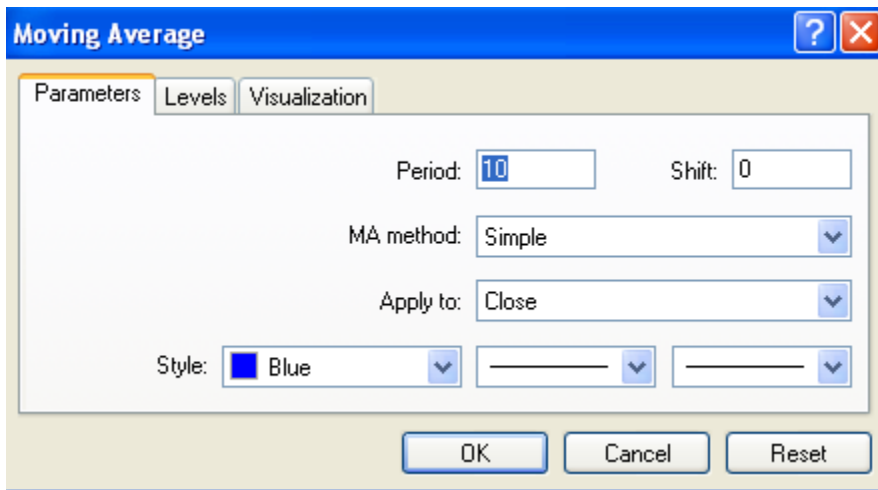 Moving Average
Parameters Levels Visualization
Period: 10 Shift: 0
MA method: Simple
Apply to: Close
Style: Blue
OK Cancel Reset